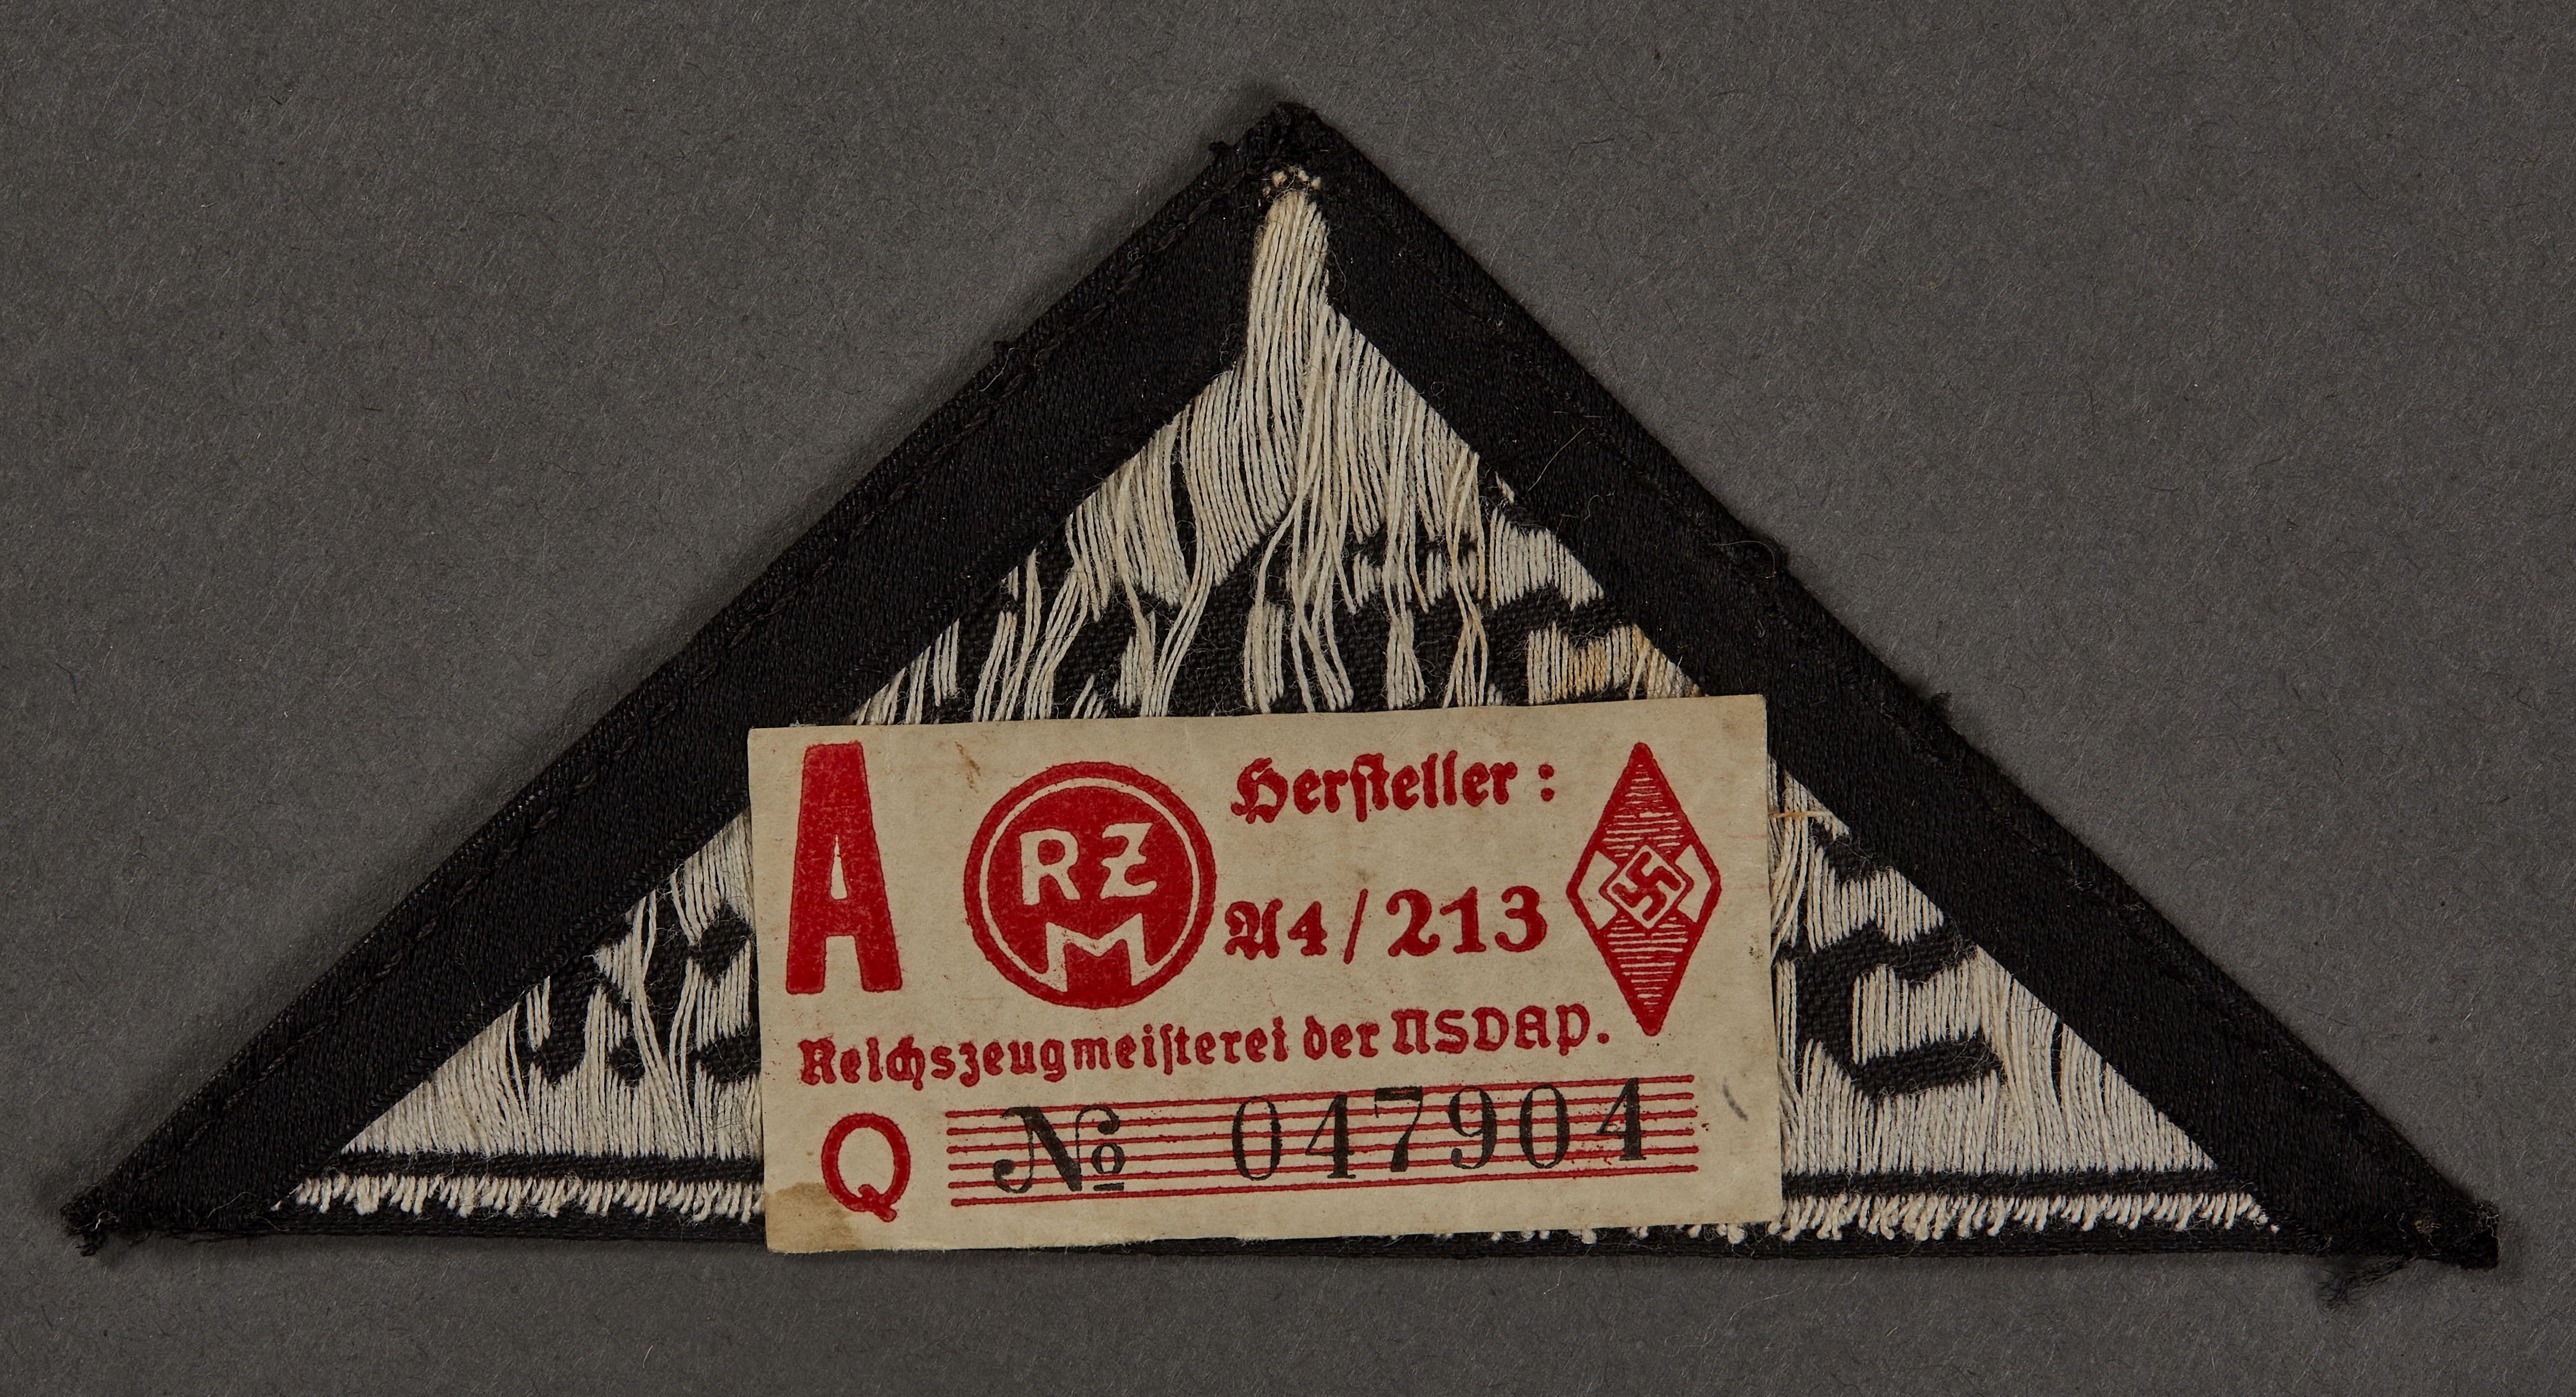 A
RZM
Hersteller:
A4/213
Reichszeugmeisterei der NSDAP.
Q № 047904